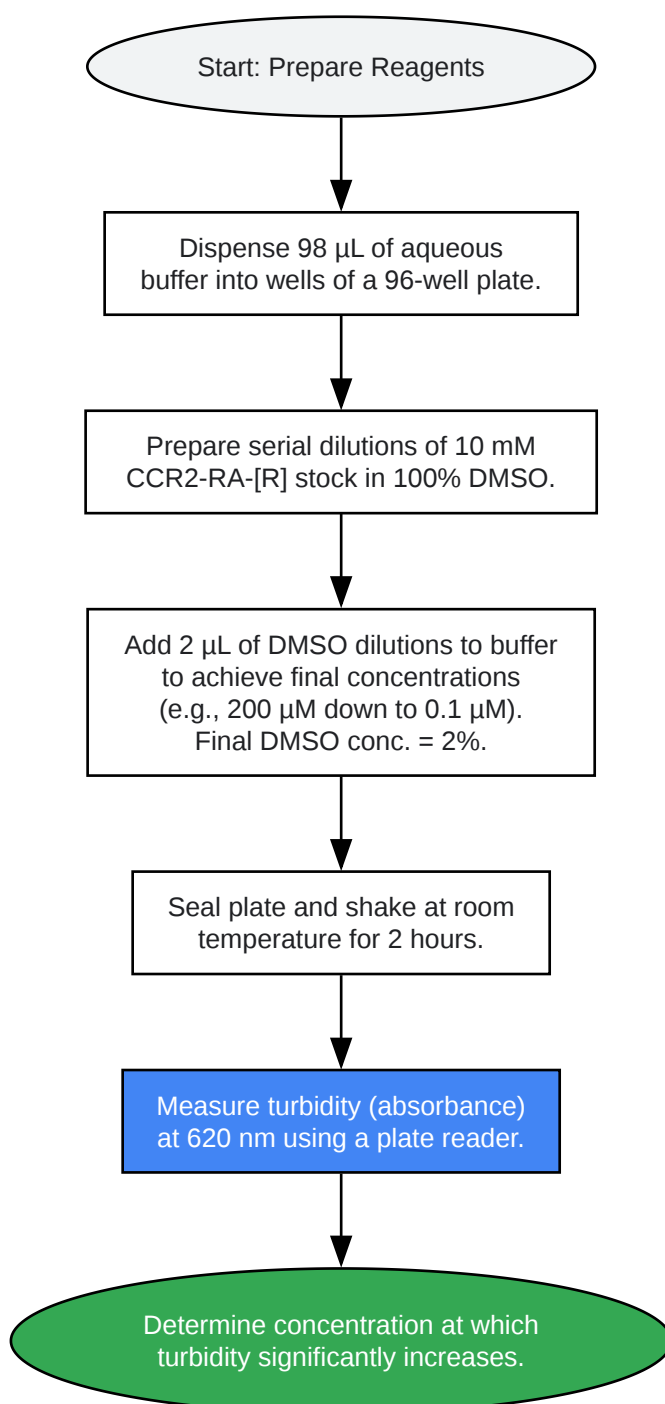 Start: Prepare Reagents
Dispense 98 µL of aqueous
buffer into wells of a 96-well plate.
Prepare serial dilutions of 10 mM
CCR2-RA-[R] stock in 100% DMSO.
Add 2 µL of DMSO dilutions to buffer
to achieve final concentrations
(e.g., 200 µM down to 0.1 µM).
Final DMSO conc. = 2%.
Seal plate and shake at room
temperature for 2 hours.
Measure turbidity (absorbance)
at 620 nm using a plate reader.
Determine concentration at which
turbidity significantly increases.